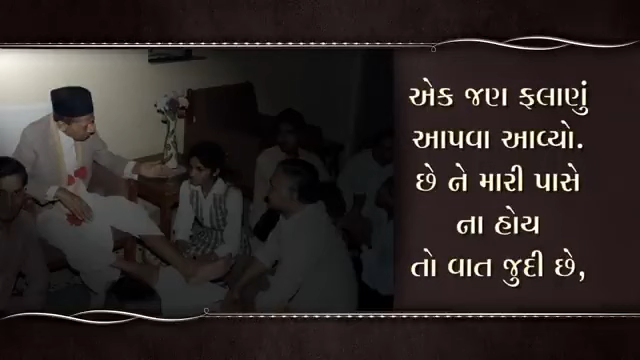 એક જણ ફલાણું
આપવા આવ્યો.
છે ને મારી પાસે
ના હોય
તો વાત જુદી છે,